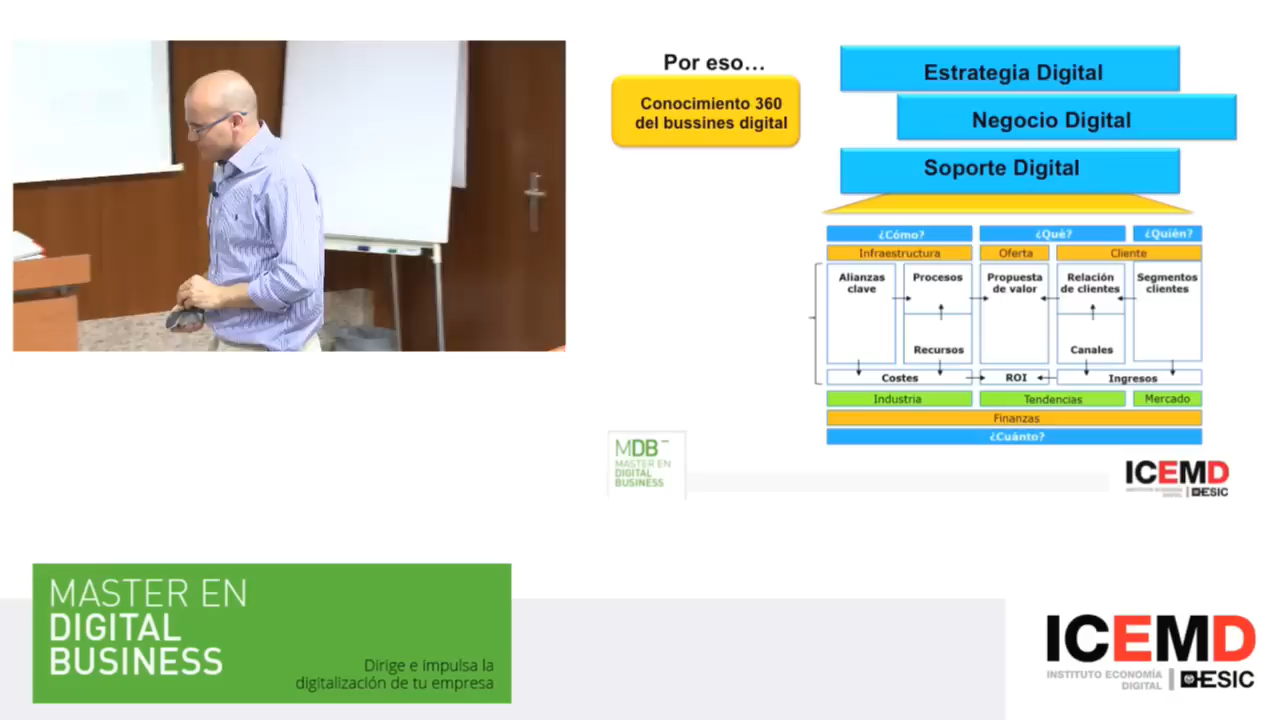 Por eso...
Conocimiento 360
del bussines digital
Estrategia Digital
Negocio Digital
Soporte Digital
¿Cómo?
¿Qué?
¿Quién?
Infraestructura
Oferta
Cliente
Alianzas
clave
Procesos
Propuesta
de valor
Relación
de clientes
Segmentos
clientes
Recursos
Canales
Costes
ROI
Ingresos
Industria
Tendencias
Mercado
Finanzas
¿Cuánto?
MDB
MASTER EN
DIGITAL
BUSINESS
ICEMD
ESIC
MASTER EN
DIGITAL
BUSINESS
Dirige e impulsa la
digitalización de tu empresa
ICEMD
INSTITUTO ECONOMÍA
DIGITAL
ESIC